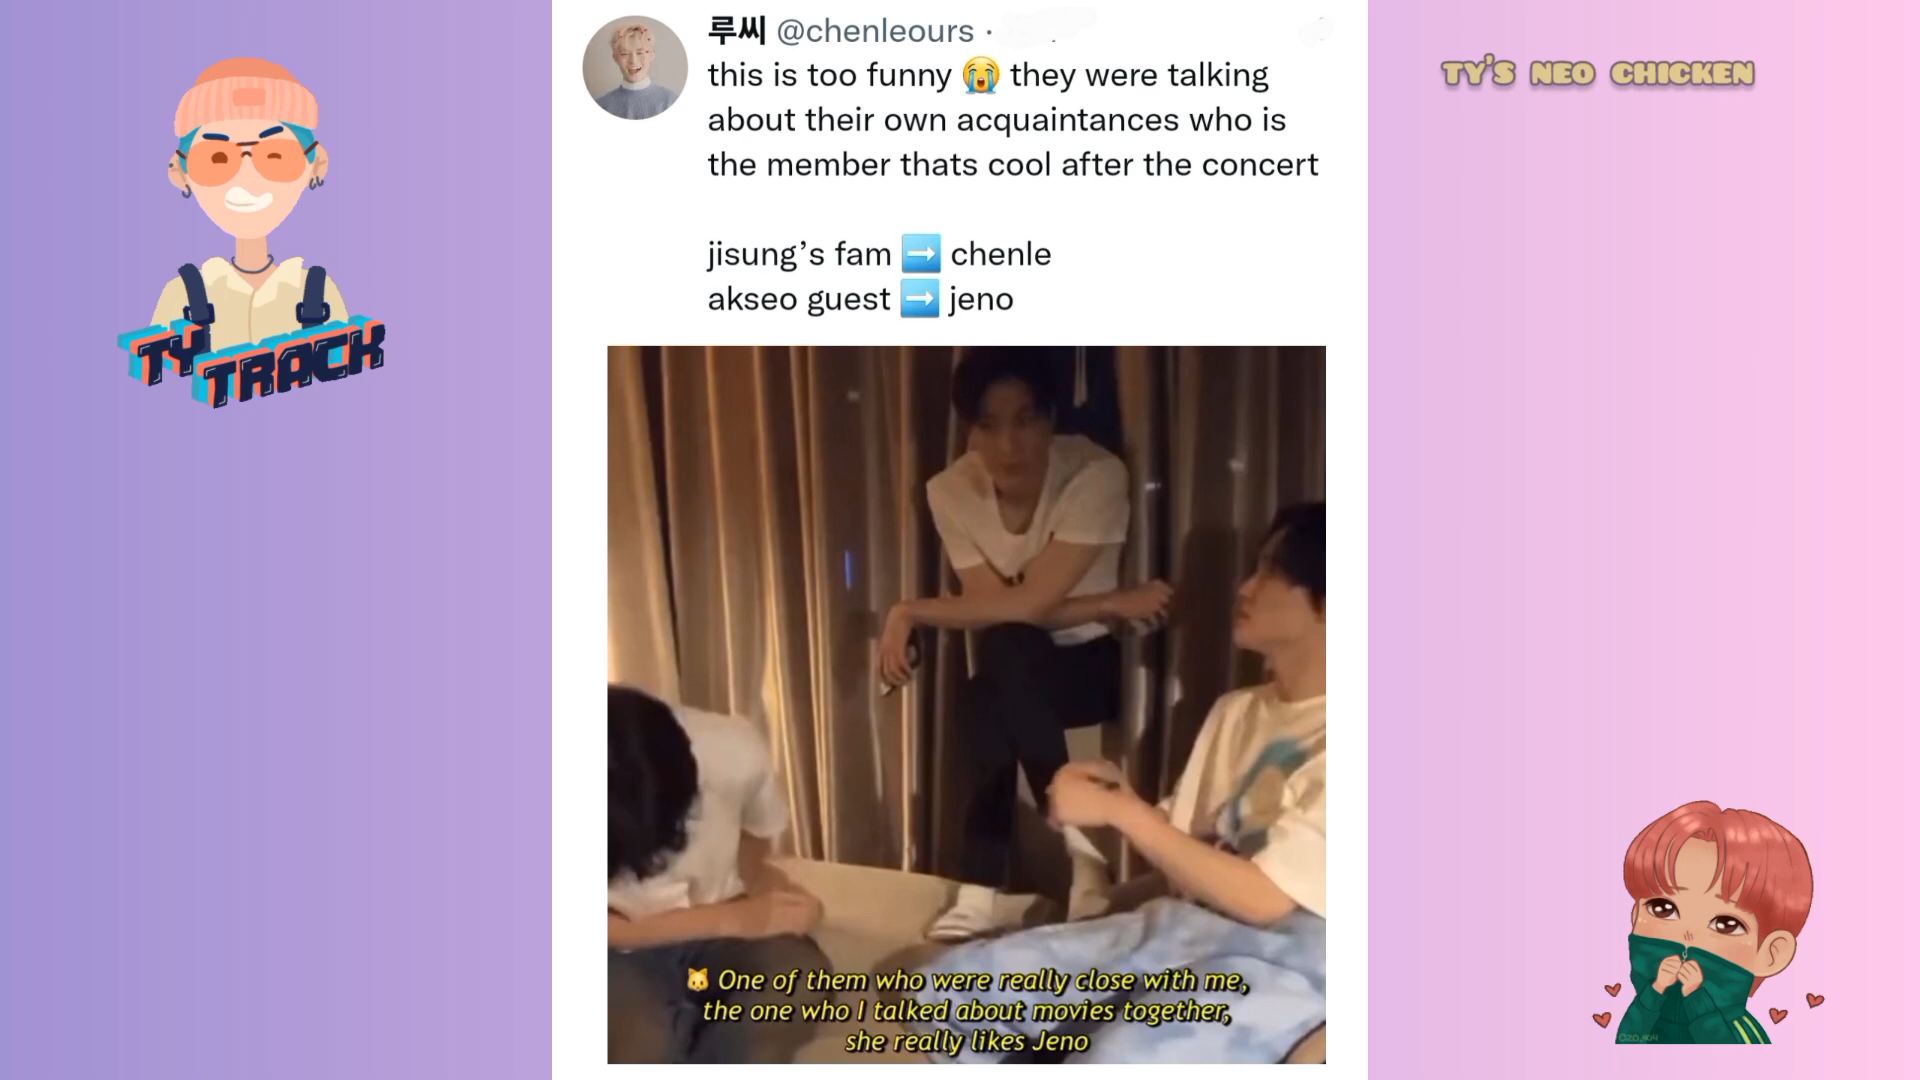 루씨 @chenleours ·
this is too funny 😭 they were talking
about their own acquaintances who is
the member thats cool after the concert
jisung’s fam ➡️ chenle
akseo guest ➡️ jeno
TY'S NEO CHICKEN
TY
TRACK
🐱 One of them who were really close with me,
the one who I talked about movies together,
she really likes Jeno